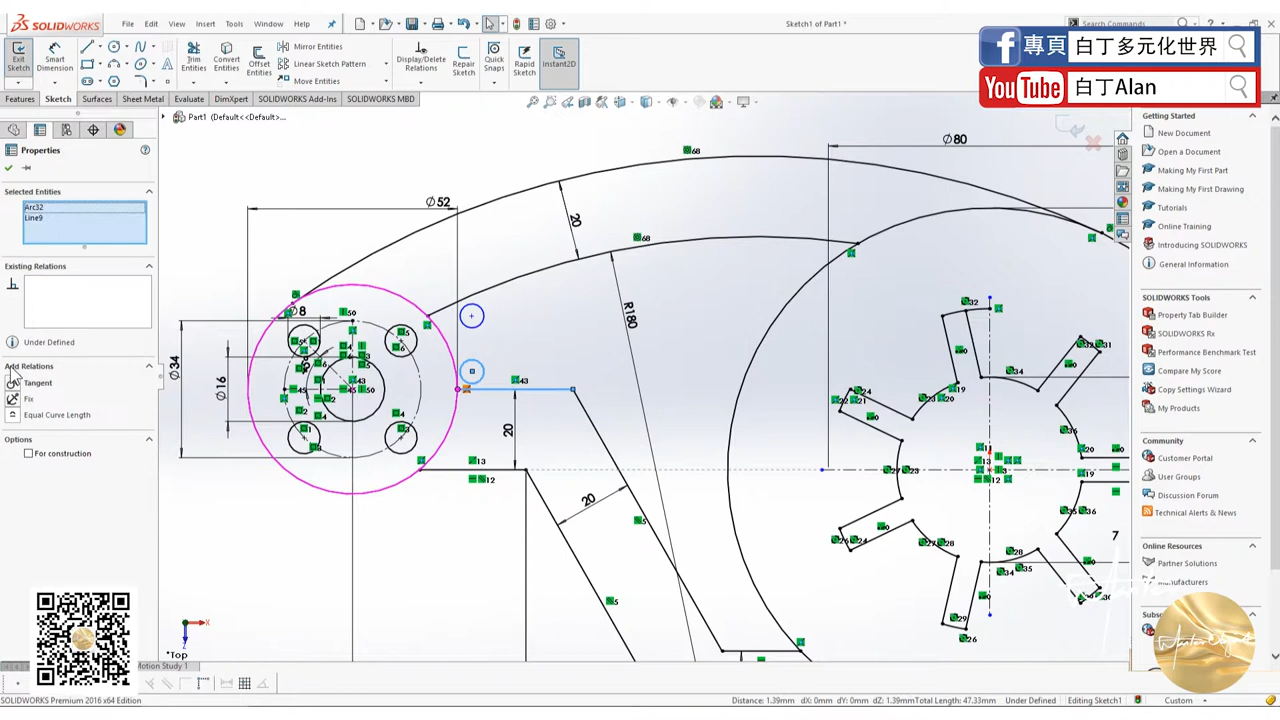 SOLIDWORKS
File
Edit
View
Insert
Tools
Window
Help
Sketch1 of Part1 *
Search Commands
專頁
白丁多元化世界
YouTube
白丁Alan
Exit Sketch
Smart Dimension
Trim Entities
Convert Entities
Offset Entities
Mirror Entities
Linear Sketch Pattern
Move Entities
Display/Delete Relations
Repair Sketch
Quick Snaps
Rapid Sketch
Instant2D
Features
Sketch
Surfaces
Sheet Metal
Evaluate
DimXpert
SOLIDWORKS Add-Ins
SOLIDWORKS MBD
Part1 (Default<<Default>...
Properties
Selected Entities
Arc32
Line9
Existing Relations
Under Defined
Add Relations
Tangent
Fix
Equal Curve Length
Options
For construction
Ø80
68
Ø52
20
68
Ø8
R180
Ø34
Ø16
20
20
43
13
12
5
5
7
*Top
Motion Study 1
Getting Started
New Document
Open a Document
Making My First Part
Making My First Drawing
Tutorials
Online Training
Introducing SOLIDWORKS
General Information
SOLIDWORKS Tools
Property Tab Builder
SOLIDWORKS Rx
Performance Benchmark Test
Compare My Score
My Products
Community
Customer Portal
User Groups
Discussion Forum
Technical Alerts & News
Online Resources
Partner Solutions
Manufacturers
SOLIDWORKS Premium 2016 x64 Edition
Distance: 1.39mm dX: 0mm dY: 0mm dZ: 1.39mm Total Length: 47.33mm
Under Defined
Editing Sketch1
Custom